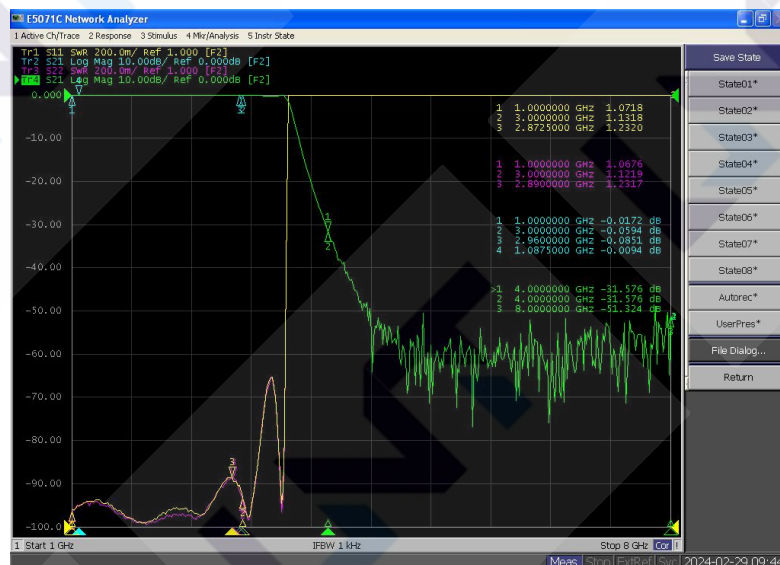 E5071C Network Analyzer
1 Active Ch/Trace 2 Response 3 Stimulus 4 Mkr/Analysis 5 Instr State
Tr1 S11 SWR 200.0m/ Ref 1.000 [F2]
Tr2 S21 Log Mag 10.00dB/ Ref 0.000dB [F2]
Tr3 S22 SWR 200.0m/ Ref 1.000 [F2]
Tr4 S21 Log Mag 10.00dB/ Ref 0.000dB [F2]
0.000
-10.00
-20.00
-30.00
-40.00
-50.00
-60.00
-70.00
-80.00
-90.00
-100.0
1 1.0000000 GHz 1.0718
2 3.0000000 GHz 1.1318
3 2.8725000 GHz 1.2320
1 1.0000000 GHz 1.0676
2 3.0000000 GHz 1.1219
3 2.8900000 GHz 1.2317
1 1.0000000 GHz -0.0172 dB
2 3.0000000 GHz -0.0594 dB
3 2.9600000 GHz -0.0851 dB
4 1.0875000 GHz -0.0094 dB
>1 4.0000000 GHz -31.576 dB
2 4.0000000 GHz -31.576 dB
3 8.0000000 GHz -51.324 dB
1
2
3
1 Start 1 GHz
IFBW 1 kHz
Stop 8 GHz Cor !
Meas Stop ExtRef Svc 2024-02-29 09:4
Save State
State01*
State02*
State03*
State04*
State05*
State06*
State07*
State08*
Autorec*
UserPres*
File Dialog...
Return